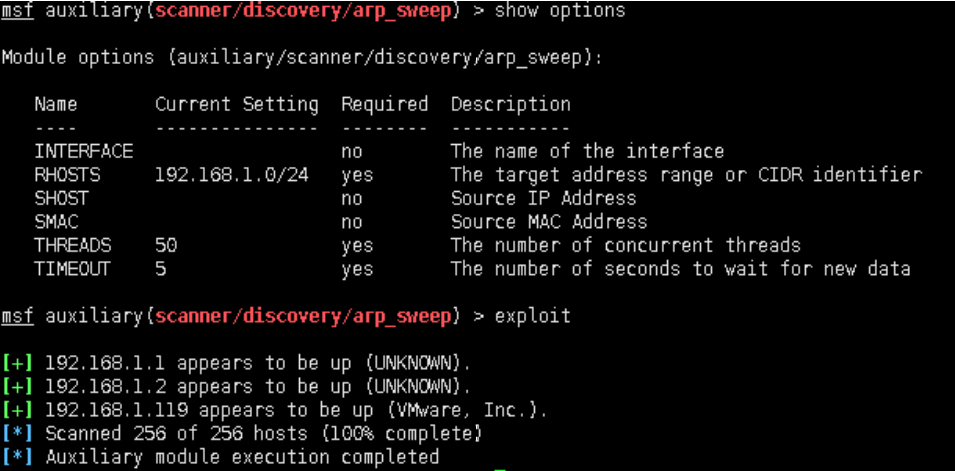 msf auxiliary(scanner/discovery/arp_sweep) > show options
Module options (auxiliary/scanner/discovery/arp_sweep):
Name Current Setting Required Description
---- --------------- -------- -----------
INTERFACE no The name of the interface
RHOSTS 192.168.1.0/24 yes The target address range or CIDR identifier
SHOST no Source IP Address
SMAC no Source MAC Address
THREADS 50 yes The number of concurrent threads
TIMEOUT 5 yes The number of seconds to wait for new data
msf auxiliary(scanner/discovery/arp_sweep) > exploit
[+] 192.168.1.1 appears to be up (UNKNOWN).
[+] 192.168.1.2 appears to be up (UNKNOWN).
[+] 192.168.1.119 appears to be up (VMware, Inc.).
[*] Scanned 256 of 256 hosts (100% complete)
[*] Auxiliary module execution completed